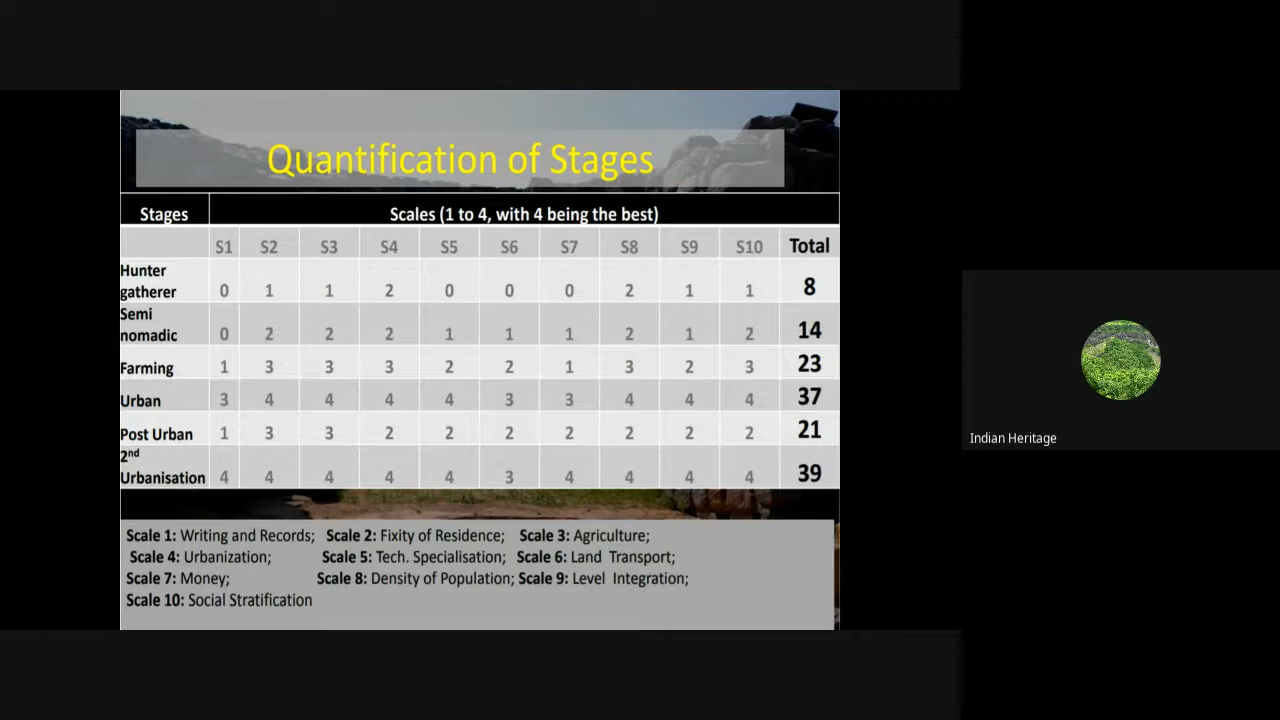 Quantification of Stages
Stages Scales (1 to 4, with 4 being the best)
S1 S2 S3 S4 S5 S6 S7 S8 S9 S10 Total
Hunter
gatherer 0 1 1 2 0 0 0 2 1 1 8
Semi
nomadic 0 2 2 2 1 1 1 2 1 2 14
Farming 1 3 3 3 2 2 1 3 2 3 23
Urban 3 4 4 4 4 3 3 4 4 4 37
Post Urban 1 3 3 2 2 2 2 2 2 2 21
2nd
Urbanisation 4 4 4 4 4 3 4 4 4 4 39
Scale 1: Writing and Records; Scale 2: Fixity of Residence; Scale 3: Agriculture;
Scale 4: Urbanization; Scale 5: Tech. Specialisation; Scale 6: Land Transport;
Scale 7: Money; Scale 8: Density of Population; Scale 9: Level Integration;
Scale 10: Social Stratification
Indian Heritage